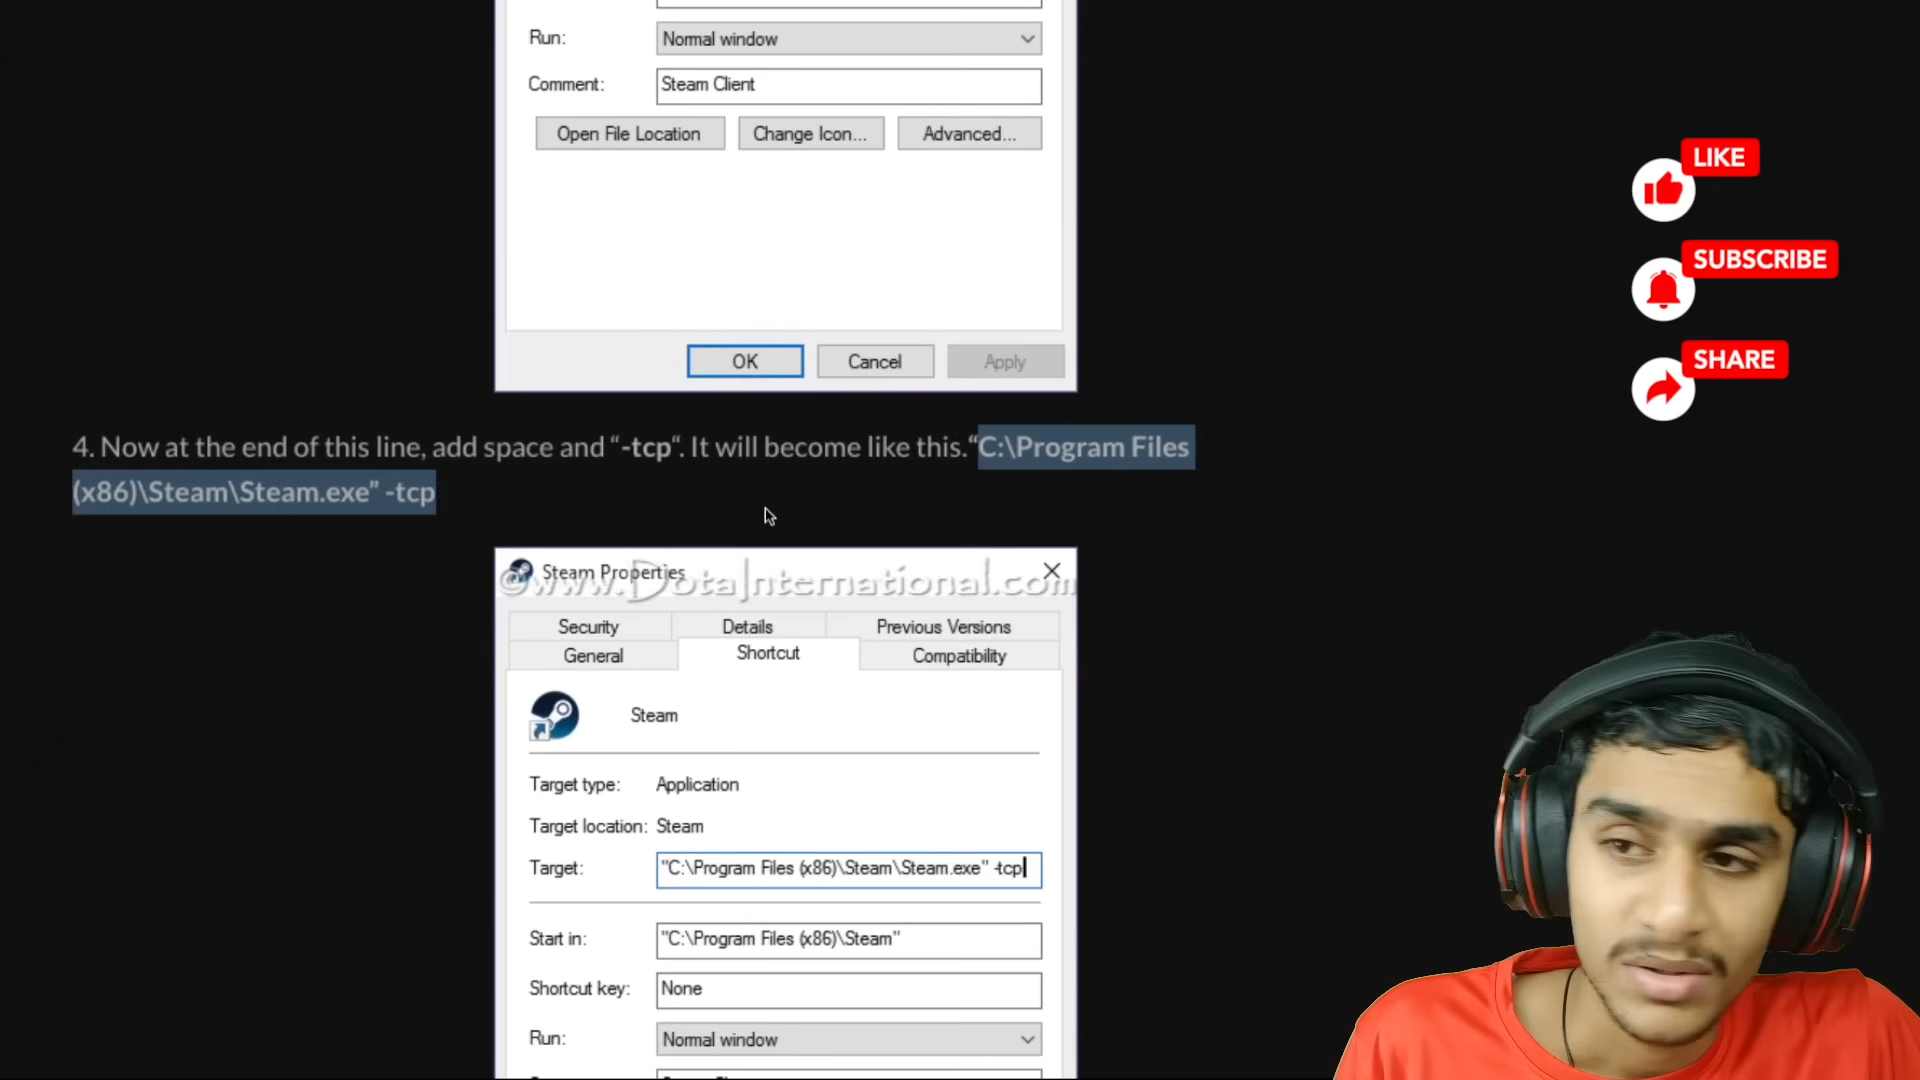 Run: Normal window
Comment: Steam Client
Open File Location Change Icon... Advanced...
OK Cancel Apply
LIKE
SUBSCRIBE
SHARE
4. Now at the end of this line, add space and “-tcp“. It will become like this.“C:\Program Files
(x86)\Steam\Steam.exe” -tcp
Steam Properties
@www.DotaInternational.com
Security Details Previous Versions
General Shortcut Compatibility
Steam
Target type: Application
Target location: Steam
Target: "C:\Program Files (x86)\Steam\Steam.exe" -tcp
Start in: "C:\Program Files (x86)\Steam"
Shortcut key: None
Run: Normal window